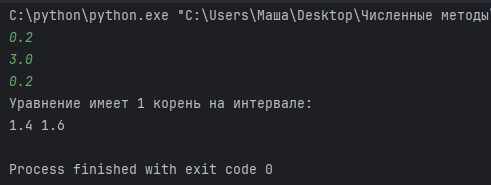 C:\python\python.exe "C:\Users\Маша\Desktop\Численные методы\
0.2
3.0
0.2
Уравнение имеет 1 корень на интервале:
1.4 1.6
Process finished with exit code 0